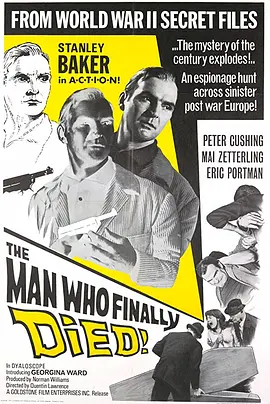 FROM WORLD WAR II SECRET FILES
STANLEY
BAKER
in A-C-T-I-O-N!
...The mystery of the
century explodes!..
An espionage hunt
across sinister
post war Europe!
PETER CUSHING
MAI ZETTERLING
ERIC PORTMAN
THE
MAN WHO FINALLY
DiED!
In DYALOSCOPE
Introducing GEORGINA WARD
Produced by Norman Williams
Directed by Quentin Lawrence
A GOLDSTONE FILM ENTERPRISES INC. Release